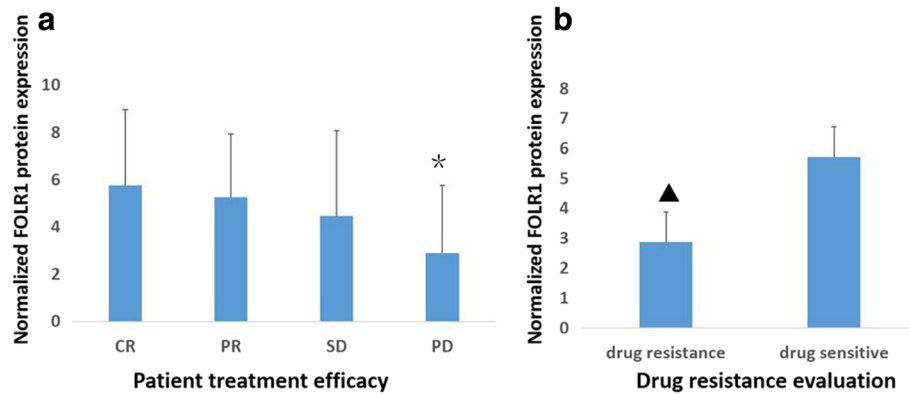 a
Normalized FOLR1 protein expression
10
8
6
4
2
0
*
CR PR SD PD
Patient treatment efficacy
b
Normalized FOLR1 protein expression
8
7
6
5
4
3
2
1
0
▲
drug resistance drug sensitive
Drug resistance evaluation